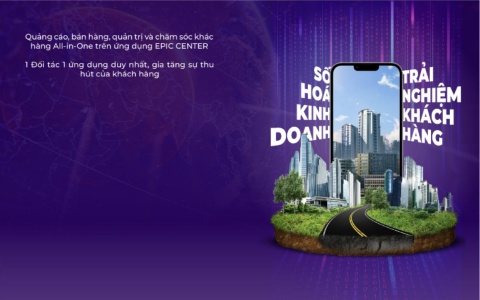 Quảng cáo, bán hàng, quản trị và chăm sóc khác
hàng All-in-One trên ứng dụng EPIC CENTER
1 Đối tác 1 ứng dụng duy nhất, gia tăng sự thu
hút của khách hàng
SỐ
HOÁ
KINH
DOANH
TRẢI
NGHIỆM
KHÁCH
HÀNG